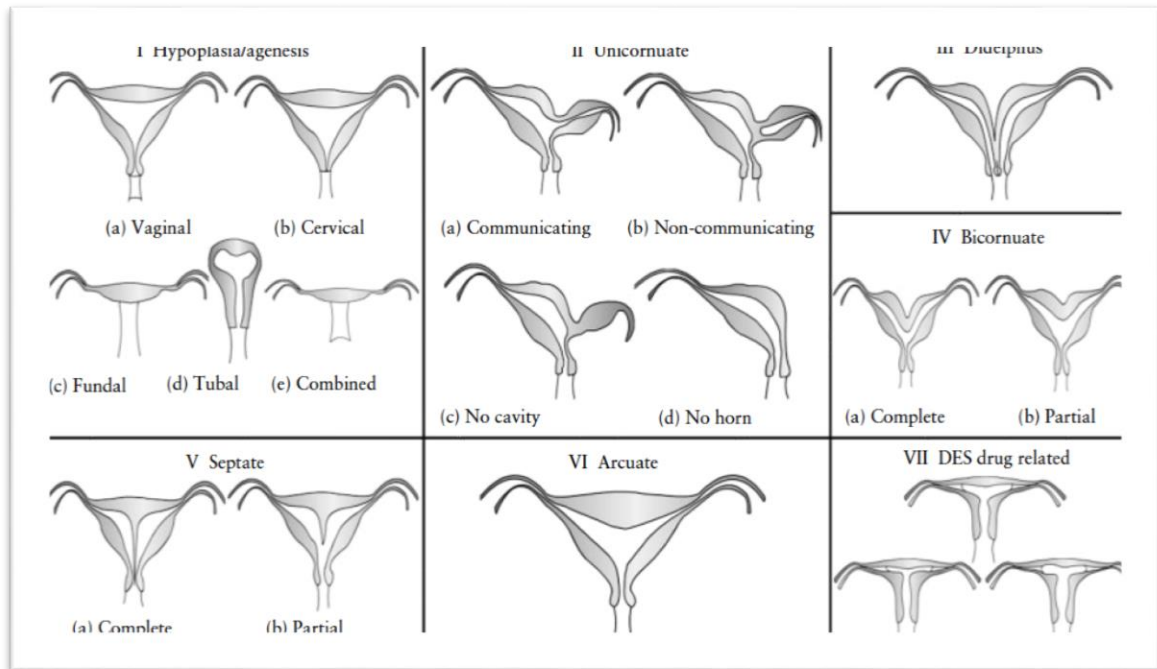 I Hypoplasia/agenesis
(a) Vaginal
(b) Cervical
(c) Fundal
(d) Tubal
(e) Combined
II Unicornuate
(a) Communicating
(b) Non-communicating
(c) No cavity
(d) No horn
III Didelphus
IV Bicornuate
(a) Complete
(b) Partial
V Septate
(a) Complete
(b) Partial
VI Arcuate
VII DES drug related